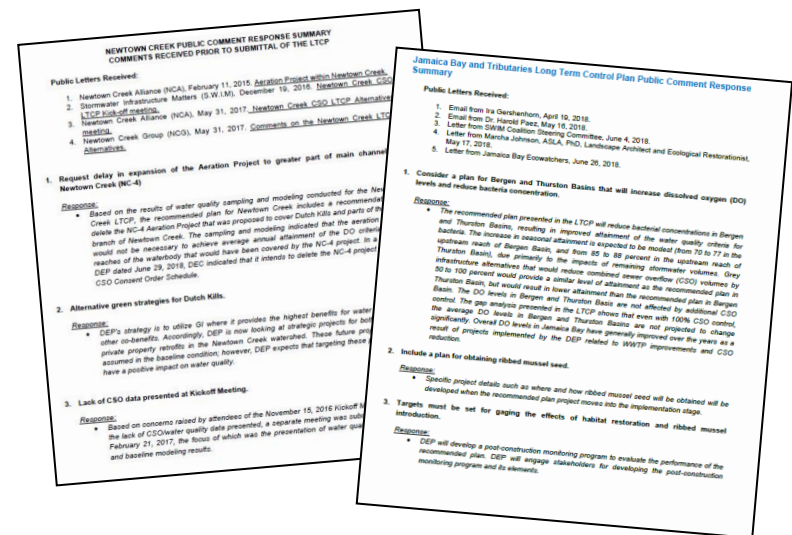 NEWTOWN CREEK PUBLIC COMMENT RESPONSE SUMMARY
COMMENTS RECEIVED PRIOR TO SUBMITTAL OF THE LTCP
Public Letters Received:
1. Newtown Creek Alliance (NCA), February 11, 2015. Aeration Project within Newtown Creek.
2. Stormwater Infrastructure Matters (S.W.I.M), December 19, 2016. Newtown Creek CSO
LTCP Kick-off meeting.
3. Newtown Creek Alliance (NCA), May 31, 2017. Newtown Creek CSO LTCP Alternatives
meeting.
4. Newtown Creek Group (NCG), May 31, 2017. Comments on the Newtown Creek LTCP
Alternatives.
1. Request delay in expansion of the Aeration Project to greater part of main channel
Newtown Creek (NC-4)
Response:
• Based on the results of water quality sampling and modeling conducted for the New
Creek LTCP, the recommended plan for Newtown Creek includes a recommendat
delete the NC-4 Aeration Project that was proposed to cover Dutch Kills and parts of th
branch of Newtown Creek. The sampling and modeling indicated that the aeration
would not be necessary to achieve average annual attainment of the DO criteria
reaches of the waterbody that would have been covered by the NC-4 project. In a
DEP dated June 29, 2018, DEC indicated that it intends to delete the NC-4 project
CSO Consent Order Schedule.
2. Alternative green strategies for Dutch Kills.
Response:
• DEP's strategy is to utilize GI where it provides the highest benefits for water
other co-benefits. Accordingly, DEP is now looking at strategic projects for bot
private property retrofits in the Newtown Creek watershed. These future proj
assumed in the baseline condition; however, DEP expects that targeting these p
have a positive impact on water quality.
3. Lack of CSO data presented at Kickoff Meeting.
Response:
• Based on concerns raised by attendees of the November 15, 2016 Kickoff M
the lack of CSO/water quality data presented, a separate meeting was sub
February 21, 2017, the focus of which was the presentation of water qua
and baseline modeling results.
Jamaica Bay and Tributaries Long Term Control Plan Public Comment Response
Summary
Public Letters Received:
1. Email from Ira Gershenhorn, April 19, 2018.
2. Email from Dr. Harold Paez, May 16, 2018.
3. Letter from SWIM Coalition Steering Committee, June 4, 2018.
4. Letter from Marcha Johnson, ASLA, PhD, Landscape Architect and Ecological Restorationist,
May 17, 2018.
5. Letter from Jamaica Bay Ecowatchers, June 26, 2018.
1. Consider a plan for Bergen and Thurston Basins that will increase dissolved oxygen (DO)
levels and reduce bacteria concentration.
Response:
• The recommended plan presented in the LTCP will reduce bacterial concentrations in Bergen
and Thurston Basins, resulting in improved attainment of the water quality criteria for
bacteria. The increase in seasonal attainment is expected to be modest (from 70 to 77 in the
upstream reach of Bergen Basin, and from 85 to 88 percent in the upstream reach of
Thurston Basin), due primarily to the impacts of remaining stormwater volumes. Grey
infrastructure alternatives that would reduce combined sewer overflow (CSO) volumes by
50 to 100 percent would provide a similar level of attainment as the recommended plan in
Thurston Basin, but would result in lower attainment than the recommended plan in Bergen
Basin. The DO levels in Bergen and Thurston Basis are not affected by additional CSO
control. The gap analysis presented in the LTCP shows that even with 100% CSO control,
the average DO levels in Bergen and Thurston Basins are not projected to change
significantly. Overall DO levels in Jamaica Bay have generally improved over the years as a
result of projects implemented by the DEP related to WWTP improvements and CSO
reduction.
2. Include a plan for obtaining ribbed mussel seed.
Response:
• Specific project details such as where and how ribbed mussel seed will be obtained will be
developed when the recommended plan project moves into the implementation stage.
3. Targets must be set for gaging the effects of habitat restoration and ribbed mussel
introduction.
Response:
• DEP will develop a post-construction monitoring program to evaluate the performance of the
recommended plan. DEP will engage stakeholders for developing the post-construction
monitoring program and its elements.